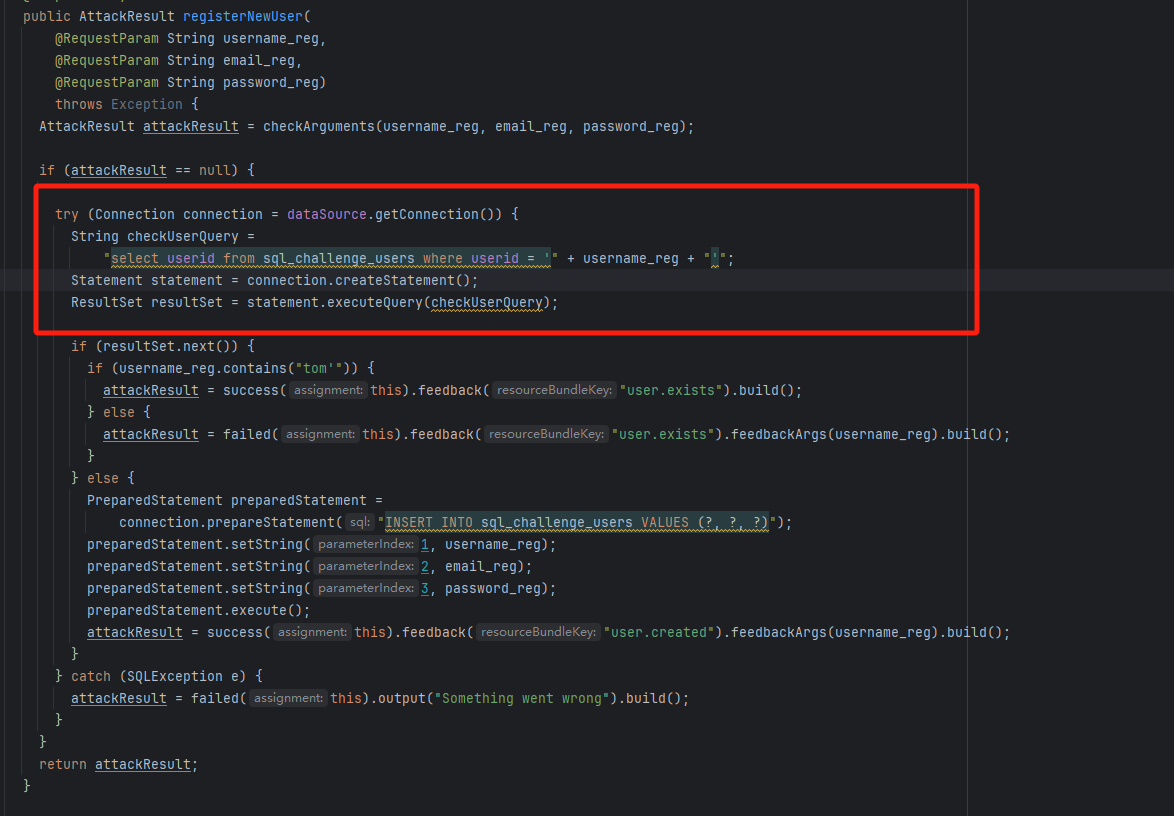 public AttackResult registerNewUser(
@RequestParam String username_reg,
@RequestParam String email_reg,
@RequestParam String password_reg)
throws Exception {
AttackResult attackResult = checkArguments(username_reg, email_reg, password_reg);
if (attackResult == null) {
try (Connection connection = dataSource.getConnection()) {
String checkUserQuery =
"select userid from sql_challenge_users where userid = '" + username_reg + "'";
Statement statement = connection.createStatement();
ResultSet resultSet = statement.executeQuery(checkUserQuery);
if (resultSet.next()) {
if (username_reg.contains("tom'")) {
attackResult = success( assignment: this).feedback( resourceBundleKey: "user.exists").build();
} else {
attackResult = failed( assignment: this).feedback( resourceBundleKey: "user.exists").feedbackArgs(username_reg).build();
}
} else {
PreparedStatement preparedStatement =
connection.prepareStatement( sql: "INSERT INTO sql_challenge_users VALUES (?, ?, ?)");
preparedStatement.setString( parameterIndex: 1, username_reg);
preparedStatement.setString( parameterIndex: 2, email_reg);
preparedStatement.setString( parameterIndex: 3, password_reg);
preparedStatement.execute();
attackResult = success( assignment: this).feedback( resourceBundleKey: "user.created").feedbackArgs(username_reg).build();
}
} catch (SQLException e) {
attackResult = failed( assignment: this).output("Something went wrong").build();
}
}
return attackResult;
}